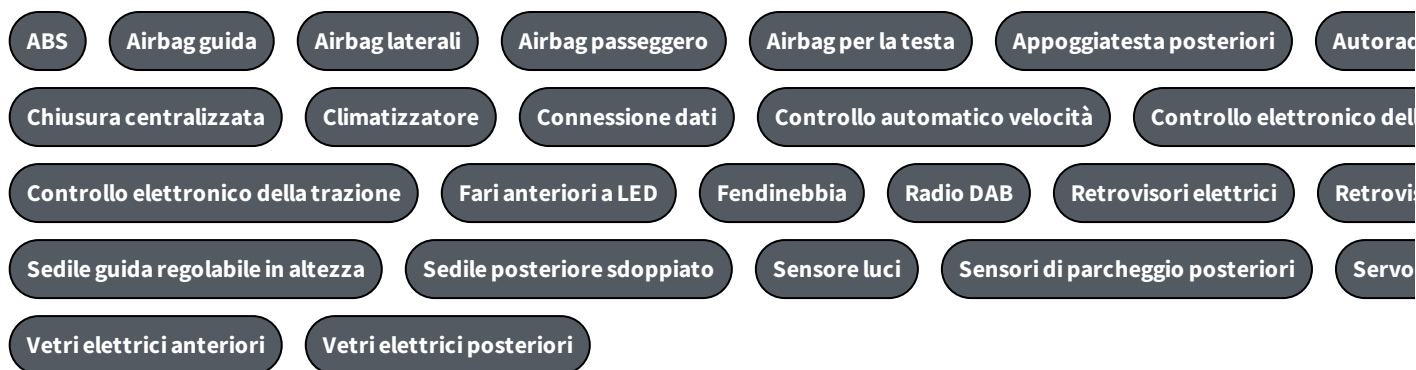 ABS Airbag guida Airbag laterali Airbag passeggero Airbag per la testa Appoggiatesta posteriori
Chiusura centralizzata Climatizzatore Connessione dati Controllo automatico velocità Controllo elettronico
Controllo elettronico della trazione Fari anteriori a LED Fendinebbia Radio DAB Retrovisori elettrici
Sedile guida regolabile in altezza Sedile posteriore sdoppiato Sensore luci Sensori di parcheggio posteriori
Vetri elettrici anteriori Vetri elettrici posteriori